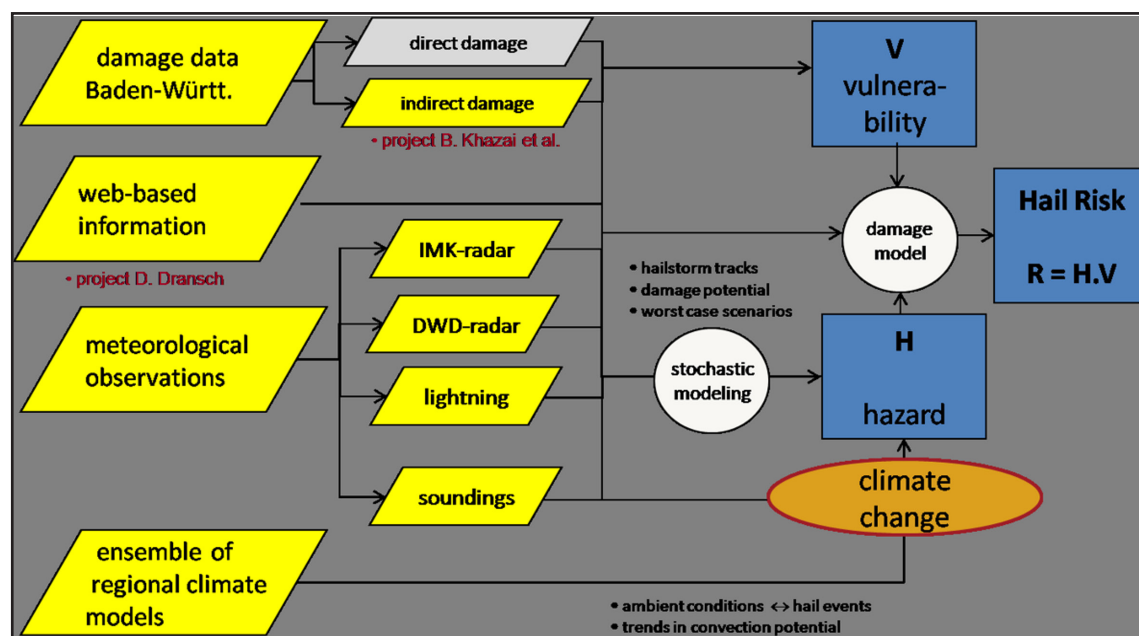 damage data
Baden-Württ.
direct damage
indirect damage
• project B. Khazai et al.
V
vulnera-
bility
web-based
information
• project D. Dransch
IMK-radar
DWD-radar
lightning
soundings
meteorological
observations
• hailstorm tracks
• damage potential
• worst case scenarios
stochastic
modeling
damage
model
Hail Risk
R = H.V
H
hazard
climate
change
ensemble of
regional climate
models
• ambient conditions ↔ hail events
• trends in convection potential